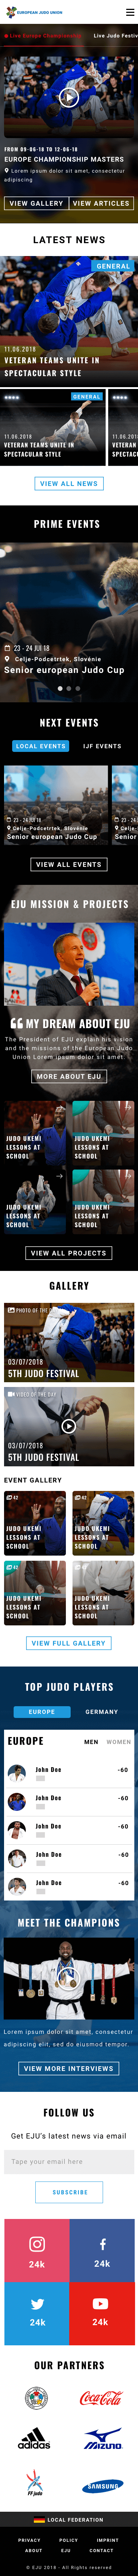 EUROPEAN JUDO UNION
Live Europe Championships
Live Judo Festiv
FROM 09-06-18 TO 12-06-18
EUROPE CHAMPIONSHIP MASTERS
Lorem ipsum dolor sit amet, consectetur
adipiscing
VIEW GALLERY
VIEW ARTICLES
LATEST NEWS
GENERAL
11.06.2018
VETERAN TEAMS UNITE IN
SPECTACULAR STYLE
GENERAL
11.06.2018
VETERAN TEAMS UNITE IN
SPECTACULAR STYLE
11.06.201
VETERA
SPECTAC
VIEW ALL NEWS
PRIME EVENTS
23 - 24 JUI 18
Celje-Podcetrtek, Slovénie
Senior european Judo Cup
NEXT EVENTS
LOCAL EVENTS
IJF EVENTS
23 - 24 JUI 18
Celje-Podcetrtek, Slovénie
Senior european Judo Cup
23 - 24
Celje-
Senior
VIEW ALL EVENTS
EJU MISSION & PROJECTS
MY DREAM ABOUT EJU
The President of EJU explain his vision
and the missions of the European Judo
Union Lorem ipsum dolor sit amet
MORE ABOUT EJU
JUDO UKEMI
LESSONS AT
SCHOOL
JUDO UKEMI
LESSONS AT
SCHOOL
JUDO UKEMI
LESSONS AT
SCHOOL
JUDO UKEMI
LESSONS AT
SCHOOL
VIEW ALL PROJECTS
GALLERY
PHOTO OF THE DAY
03/07/2018
5TH JUDO FESTIVAL
VIDEO OF THE DAY
03/07/2018
5TH JUDO FESTIVAL
EVENT GALLERY
42
JUDO UKEMI
LESSONS AT
SCHOOL
42
JUDO UKEMI
LESSONS AT
SCHOOL
42
JUDO UKEMI
LESSONS AT
SCHOOL
42
JUDO UKEMI
LESSONS AT
SCHOOL
VIEW FULL GALLERY
TOP JUDO PLAYERS
EUROPE
GERMANY
EUROPE
MEN
WOMEN
John Doe
-60
John Doe
-60
John Doe
-60
John Doe
-60
John Doe
-60
MEET THE CHAMPIONS
Lorem ipsum dolor sit amet, consectetur
adipiscing elit, sed do eiusmod tempor.
VIEW MORE INTERVIEWS
FOLLOW US
Get EJU's latest news via email
Type your email here
SUBSCRIBE
24k
24k
24k
24k
OUR PARTNERS
Coca-Cola
adidas
MIZUNO
FF judo
SAMSUNG
LOCAL FEDERATION
PRIVACY
POLICY
IMPRINT
ABOUT
EJU
CONTACT
© EJU 2018 - All Rights reserved